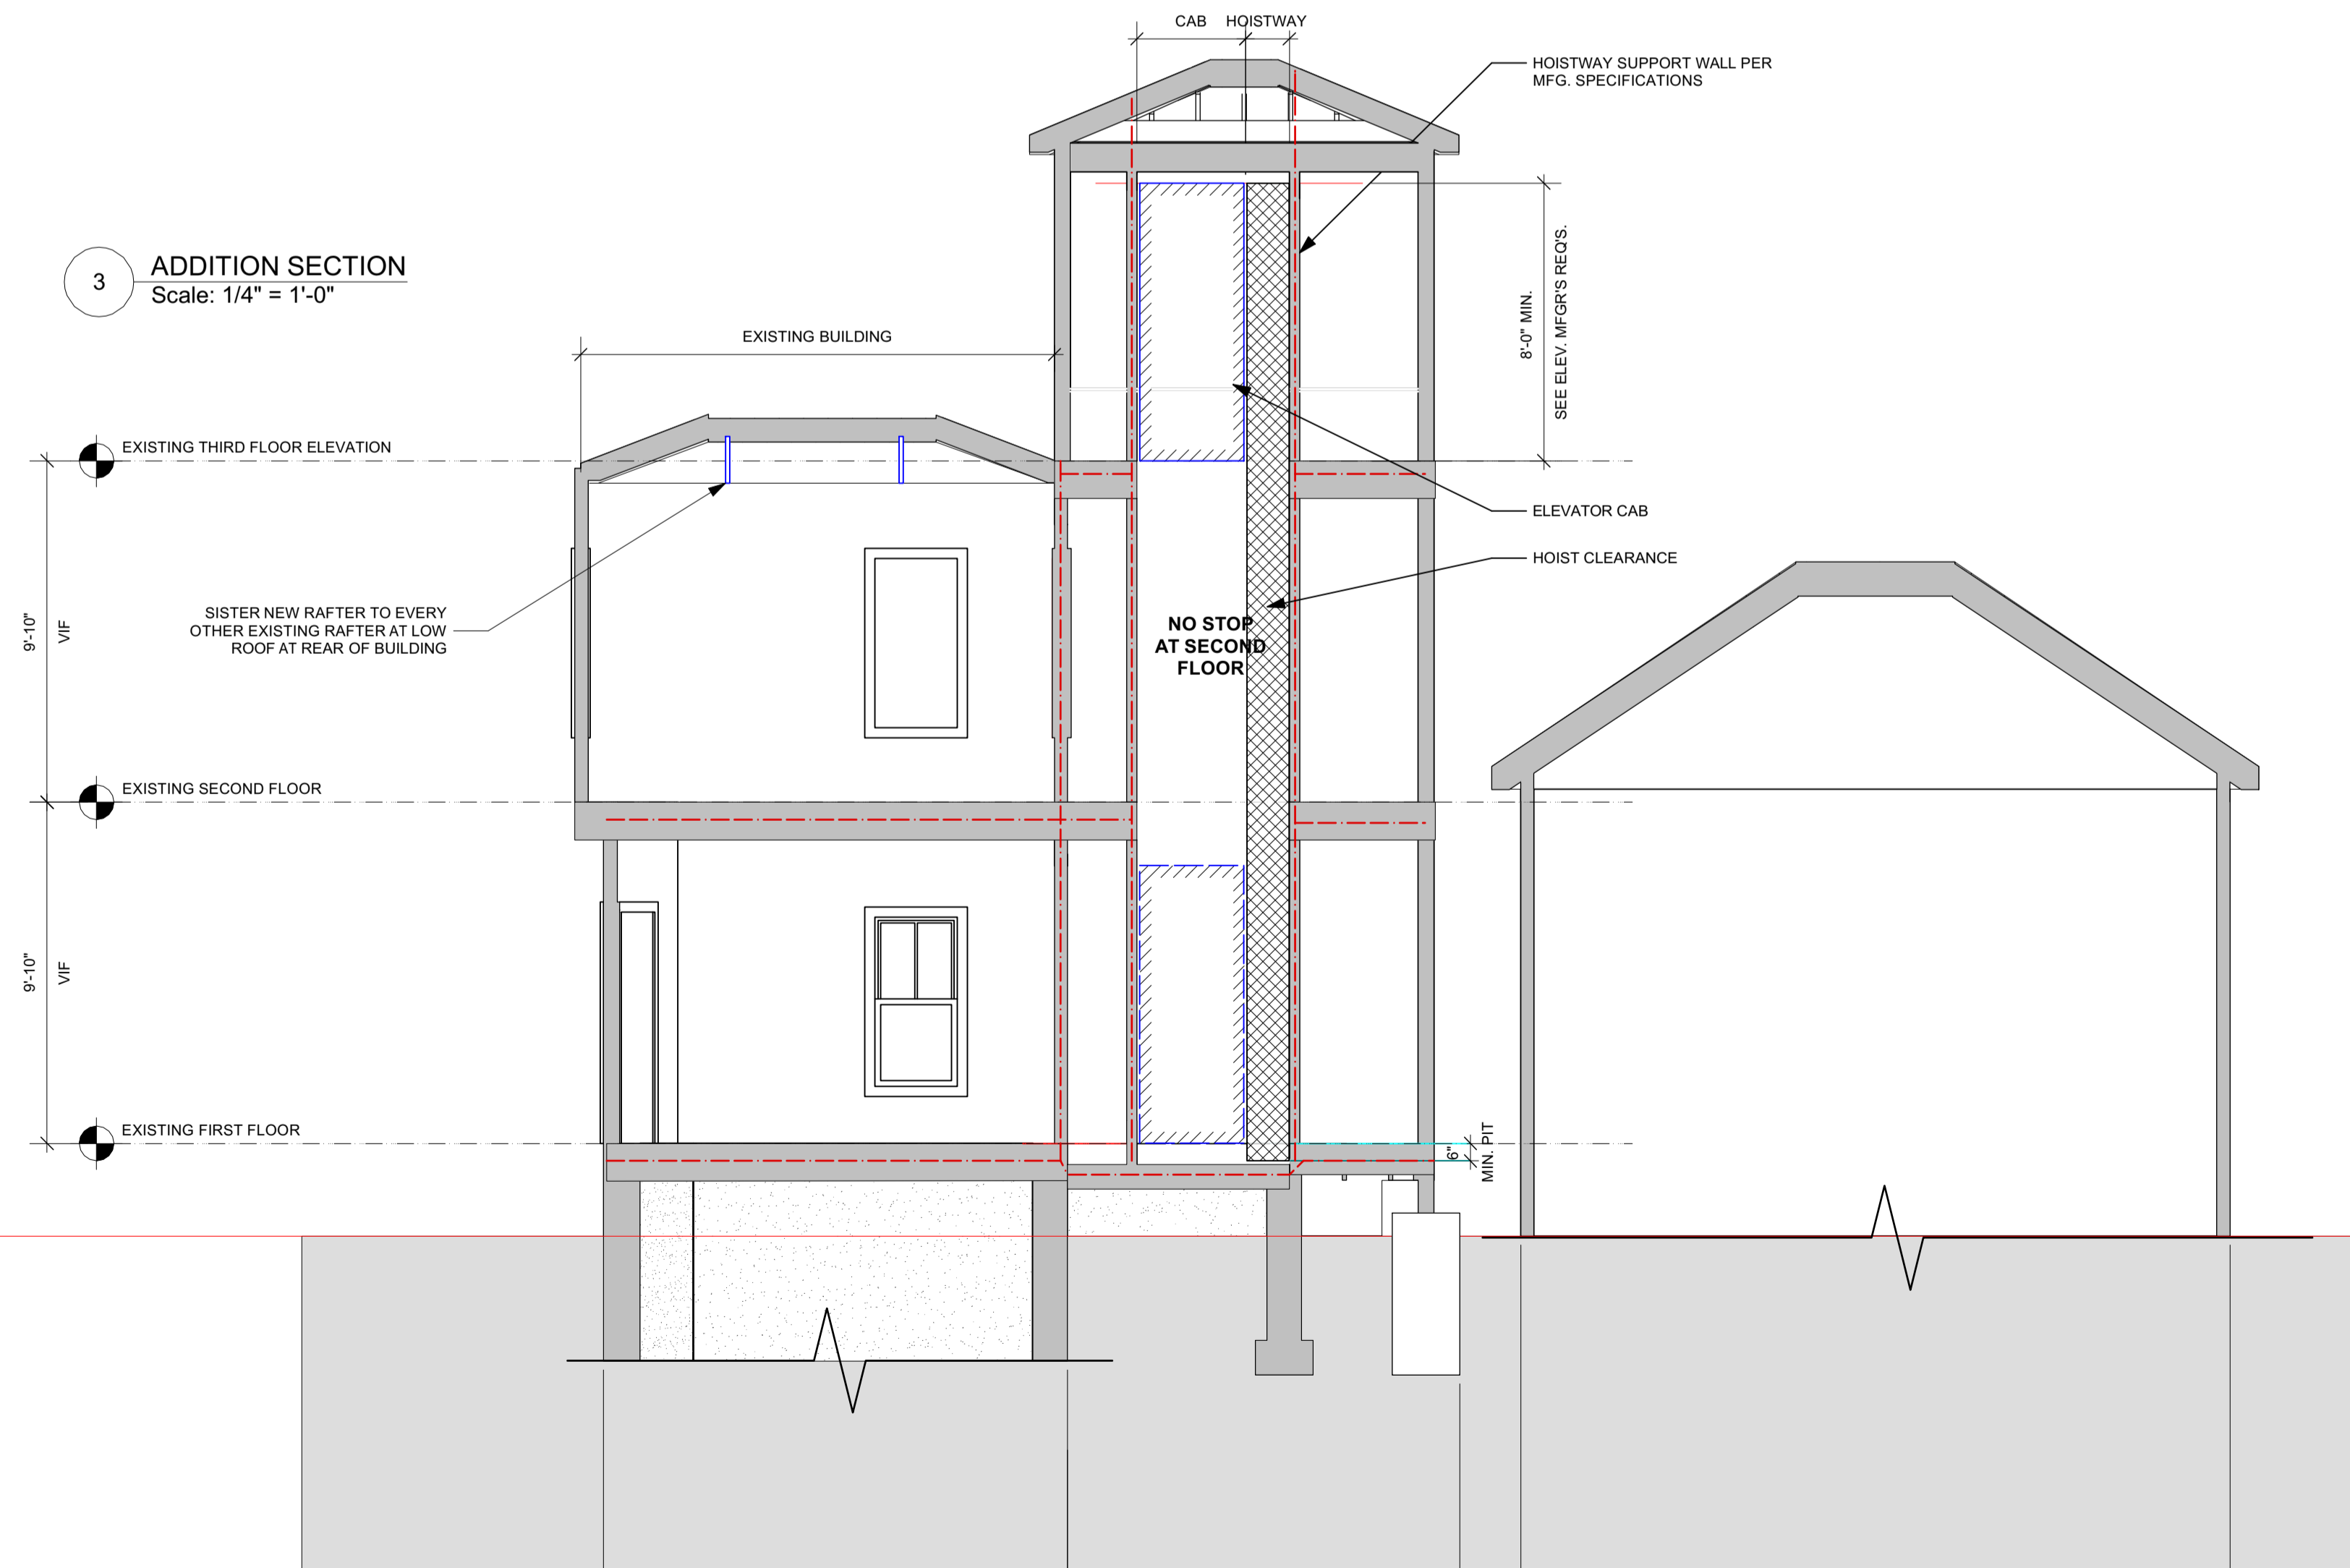 CAB HOISTWAY
HOISTWAY SUPPORT WALL PER
MFG. SPECIFICATIONS
3
ADDITION SECTION
Scale: 1/4" = 1'-0"
EXISTING BUILDING
8'-0" MIN.
SEE ELEV. MFGR'S REQ'S.
EXISTING THIRD FLOOR ELEVATION
ELEVATOR CAB
HOIST CLEARANCE
SISTER NEW RAFTER TO EVERY
OTHER EXISTING RAFTER AT LOW
ROOF AT REAR OF BUILDING
9'-10"
VIF
NO STOP
AT SECOND
FLOOR
EXISTING SECOND FLOOR
9'-10"
VIF
EXISTING FIRST FLOOR
6"
MIN. PIT